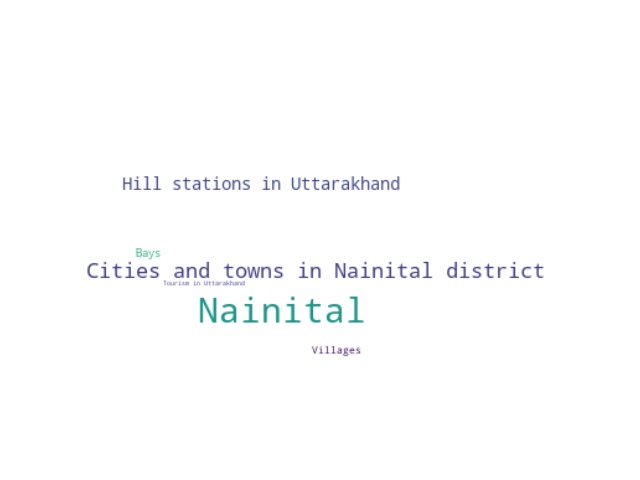 Hill stations in Uttarakhand
Bays
Cities and towns in Nainital district
Tourism in Uttarakhand
Nainital
Villages